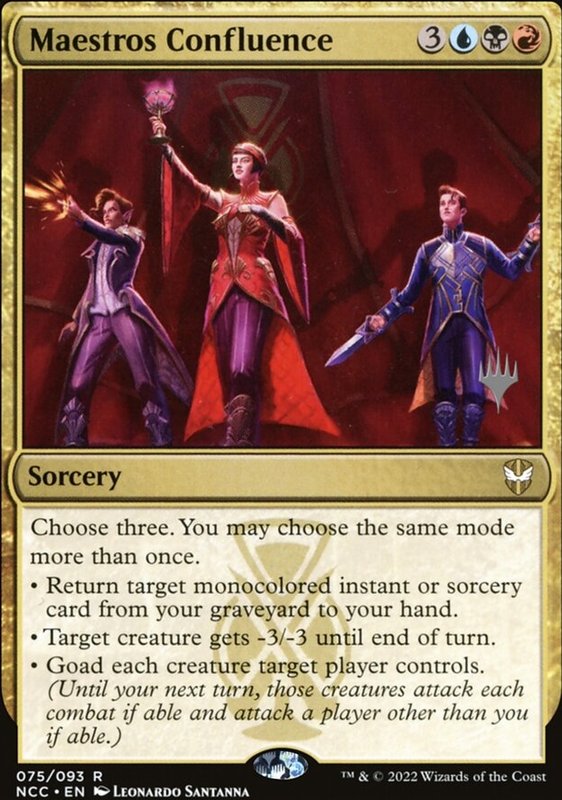 Maestros Confluence 3
Sorcery
Choose three. You may choose the same mode
more than once.
• Return target monocolored instant or sorcery
card from your graveyard to your hand.
• Target creature gets -3/-3 until end of turn.
• Goad each creature target player controls.
(Until your next turn, those creatures attack each
combat if able and attack a player other than you
if able.)
075/093 R
NCC • EN Leonardo Santanna
™ & © 2022 Wizards of the Coast